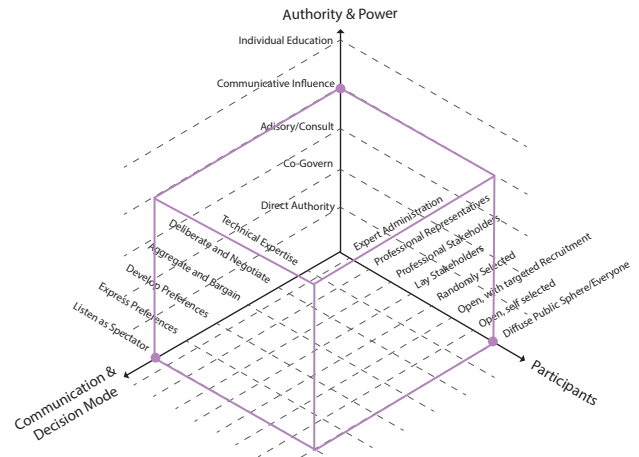 Authority & Power
Individual Education
Communicative Influence
Adisory/Consult
Co-Govern
Direct Authority
Expert Administration
Professional Representatives
Professional Stakeholders
Lay Stakeholders
Randomly Selected
Open, with targeted Recruitment
Open, self selected
Diffuse Public Sphere/Everyone
Technical Expertise
Deliberate and Negotiate
Aggregate and Bargain
Develop Preferences
Express Preferences
Listen as Spectator
Communication &
Decision Mode
Participants